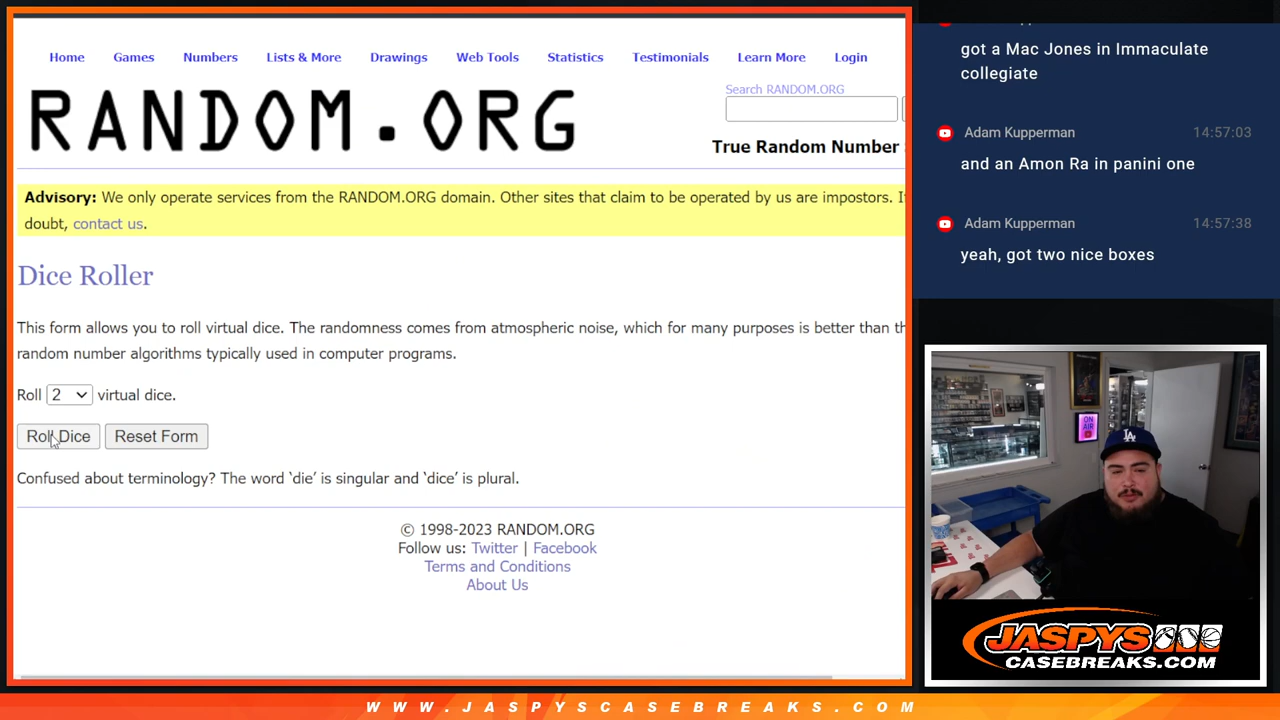 Home Games Numbers Lists & More Drawings Web Tools Statistics Testimonials Learn More Login
RANDOM.ORG
Search RANDOM.ORG
True Random Number
Advisory: We only operate services from the RANDOM.ORG domain. Other sites that claim to be operated by us are impostors. I
doubt, contact us.
Dice Roller
This form allows you to roll virtual dice. The randomness comes from atmospheric noise, which for many purposes is better than th
random number algorithms typically used in computer programs.
Roll 2 virtual dice.
Roll Dice Reset Form
Confused about terminology? The word ‘die’ is singular and ‘dice’ is plural.
© 1998-2023 RANDOM.ORG
Follow us: Twitter | Facebook
Terms and Conditions
About Us
got a Mac Jones in Immaculate
collegiate
Adam Kupperman 14:57:03
and an Amon Ra in panini one
Adam Kupperman 14:57:38
yeah, got two nice boxes
ON
AIR
LA
JASPYS
CASEBREAKS.COM
WWW.JASPYSCASEBREAKS.COM